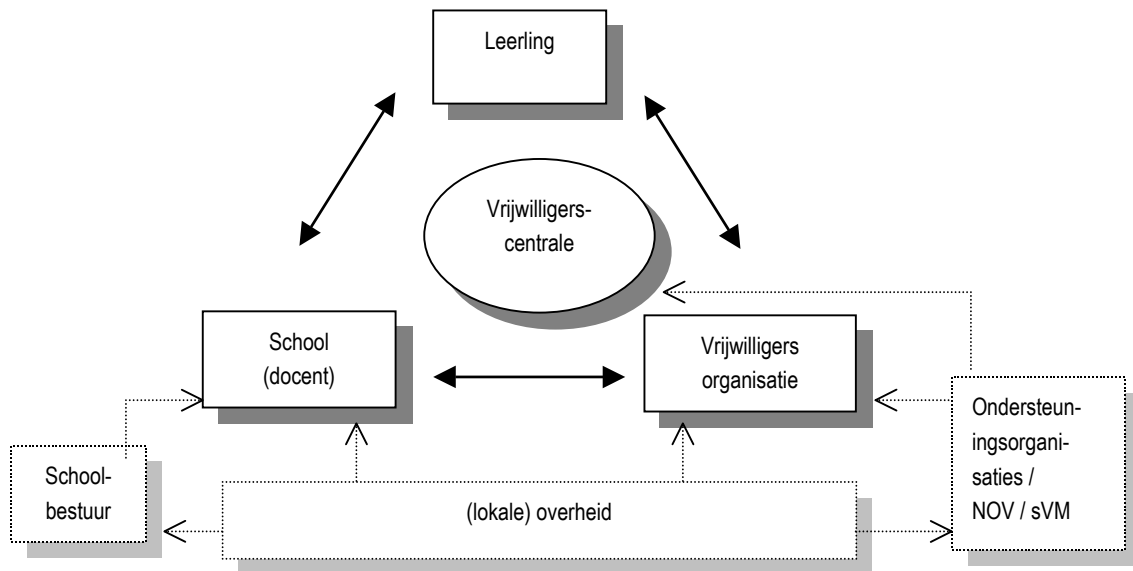 Leerling
Vrijwilligers-
centrale
School
(docent)
Vrijwilligers
organisatie
Ondersteun-
ingsorgani-
saties /
NOV / sVM
School-
bestuur
(lokale) overheid